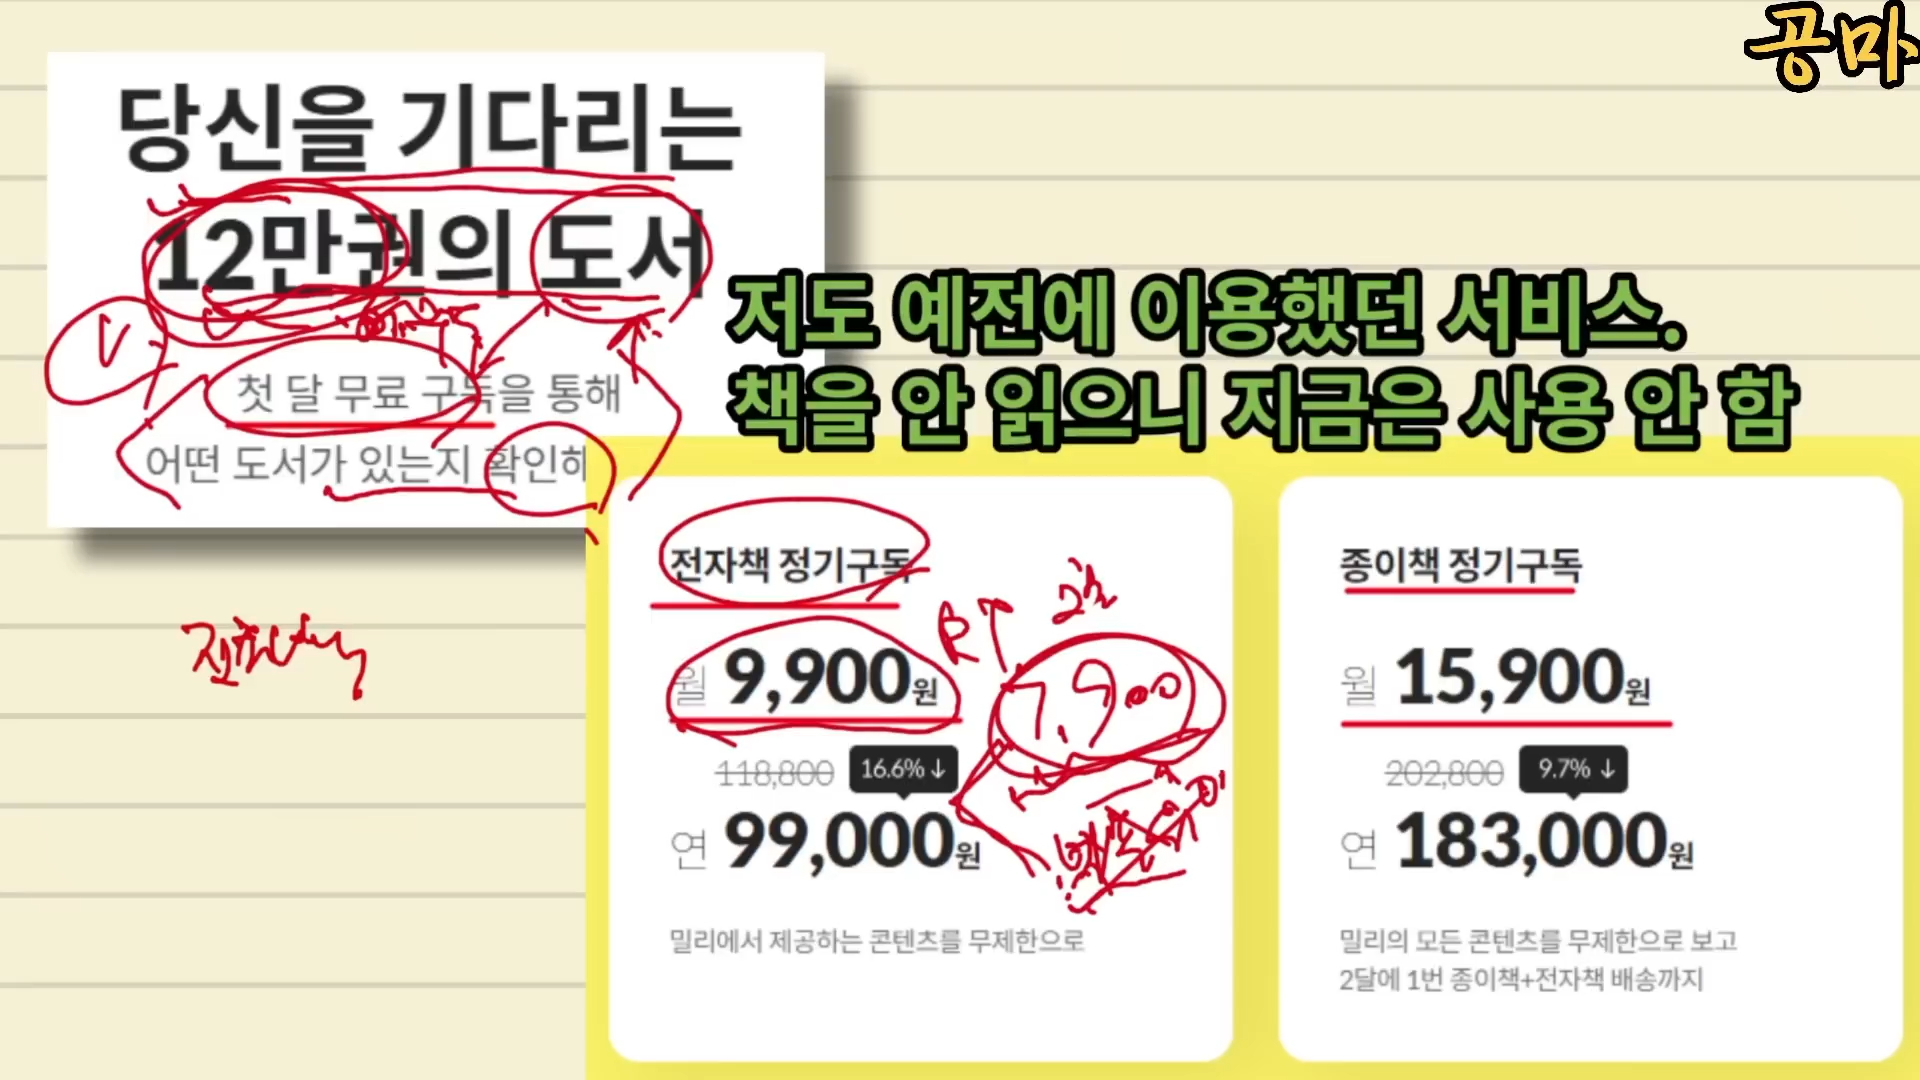 공마
당신을 기다리는
12만권의 도서
첫 달 무료 구독을 통해
어떤 도서가 있는지 확인해
저도 예전에 이용했던 서비스.
책을 안 읽으니 지금은 사용 안 함
전자책 정기구독
월 9,900원
118,800 16.6%↓
연 99,000원
밀리에서 제공하는 콘텐츠를 무제한으로
7,900
종이책 정기구독
월 15,900원
202,800 9.7% ↓
연 183,000원
밀리의 모든 콘텐츠를 무제한으로 보고
2달에 1번 종이책+전자책 배송까지